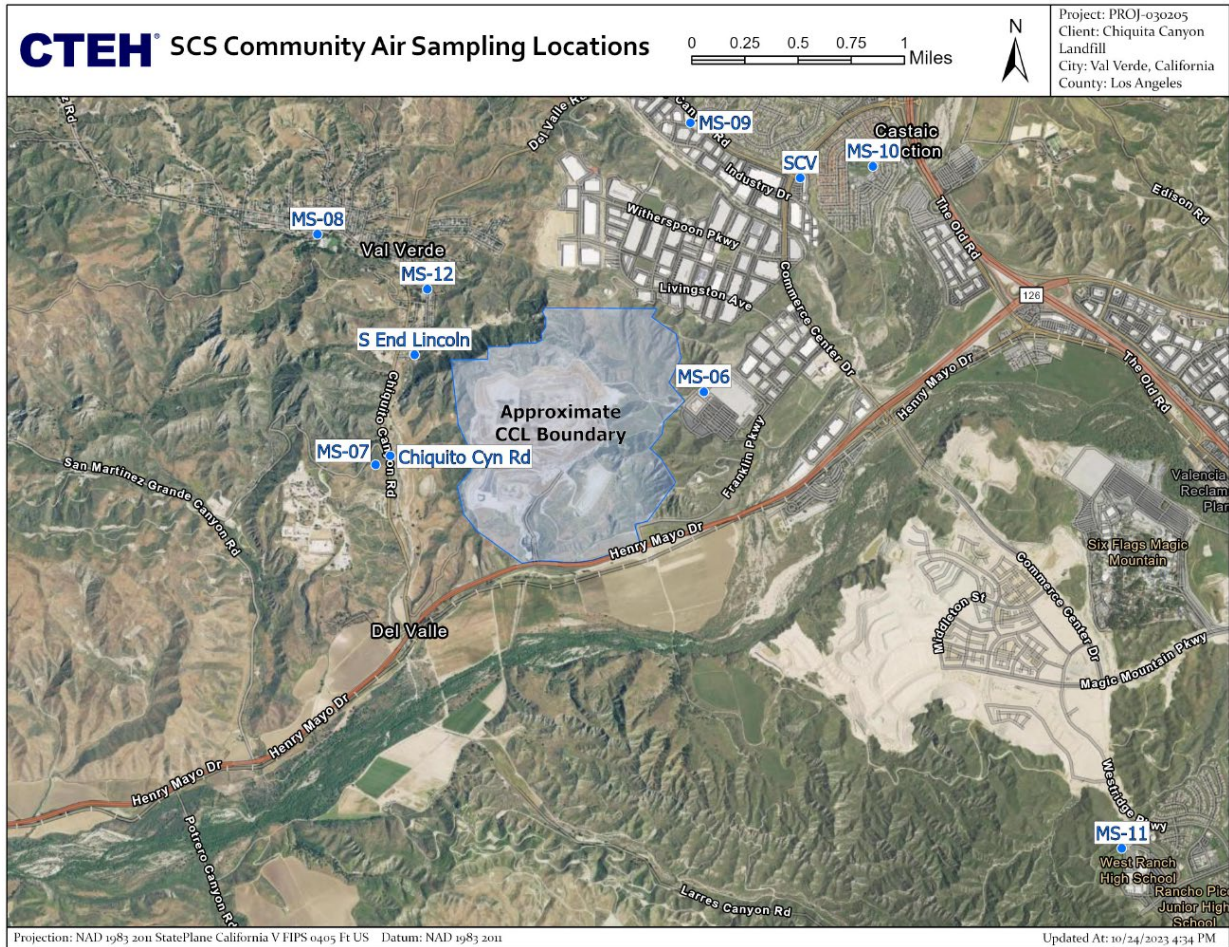 CTEH® SCS Community Air Sampling Locations
0 0.25 0.5 0.75 1
Miles
N
Project: PROJ-030205
Client: Chiquita Canyon
Landfill
City: Val Verde, California
County: Los Angeles
Del Valle Rd
MS-09
Castaic
MS-10
SCV
Industry Dr
Edison Rd
MS-08
Witherspoon Pkwy
The Old Rd
Val Verde
MS-12
Livingston Ave
Commerce Center Dr
126
S End Lincoln
MS-06
Henry Mayo Dr
The Old Rd
Approximate
CCL Boundary
MS-07
Chiquito Cyn Rd
Chiquito Canyon Rd
Franklin Pkwy
San Martinez Grande Canyon Rd
Valencia
Henry Mayo Dr
Six Flags Magic
Mountain
Commerce Center Dr
Middleton St
Del Valle
Magic Mountain Pkwy
Henry Mayo Dr
Henry Mayo Dr
Westridge Pkwy
MS-11
Potrero Canyon Rd
West Ranch
High School
Larres Canyon Rd
Junior High
School
Projection: NAD 1983 2011 StatePlane California V FIPS 0405 Ft US Datum: NAD 1983 2011
Updated At: 10/24/2023 4:34 PM